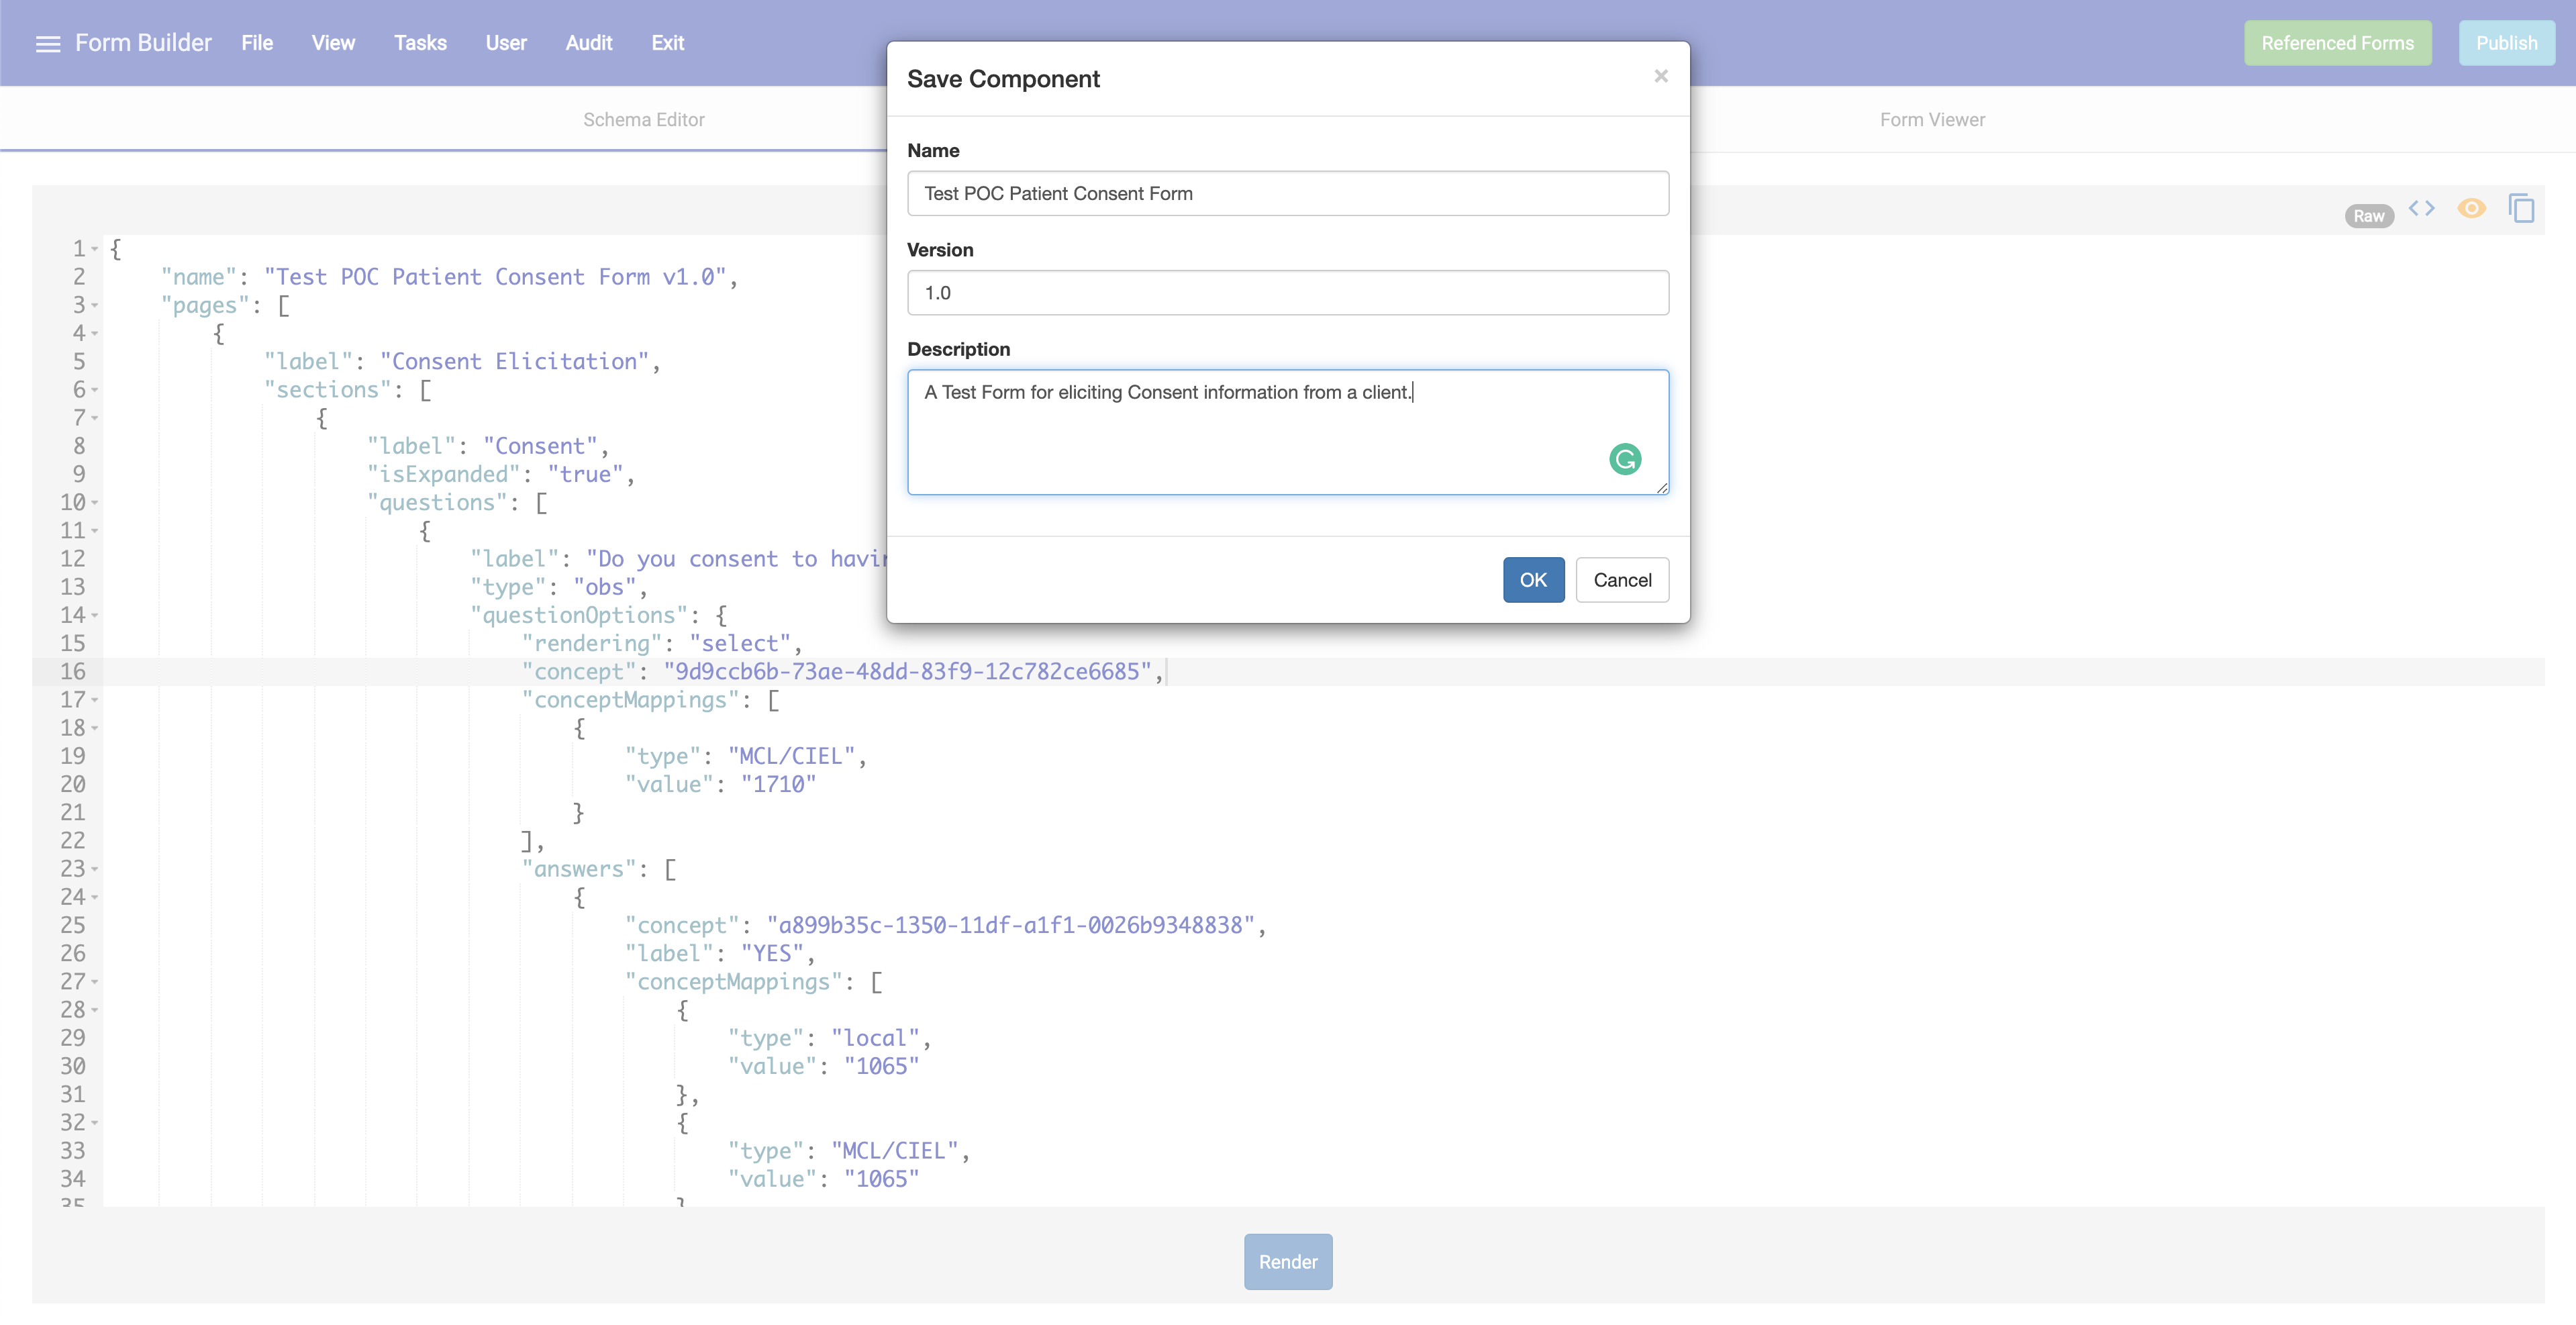 Form Builder File View Tasks User Audit Exit
Referenced Forms Publish
Schema Editor
Form Viewer
Save Component
×
Name
Test POC Patient Consent Form
Version
1.0
Description
A Test Form for eliciting Consent information from a client.
OK Cancel
Raw
1 {
2 "name": "Test POC Patient Consent Form v1.0",
3 "pages": [
4 {
5 "label": "Consent Elicitation",
6 "sections": [
7 {
8 "label": "Consent",
9 "isExpanded": "true",
10 "questions": [
11 {
12 "label": "Do you consent to
13 "type": "obs",
14 "questionOptions": {
15 "rendering": "select",
16 "concept": "9d9ccb6b-73ae-48dd-83f9-12c782ce6685",
17 "conceptMappings": [
18 {
19 "type": "MCL/CIEL",
20 "value": "1710"
21 }
22 ],
23 "answers": [
24 {
25 "concept": "a899b35c-1350-11df-a1f1-0026b9348838",
26 "label": "YES",
27 "conceptMappings": [
28 {
29 "type": "local",
30 "value": "1065"
31 },
32 {
33 "type": "MCL/CIEL",
34 "value": "1065"
35
Render